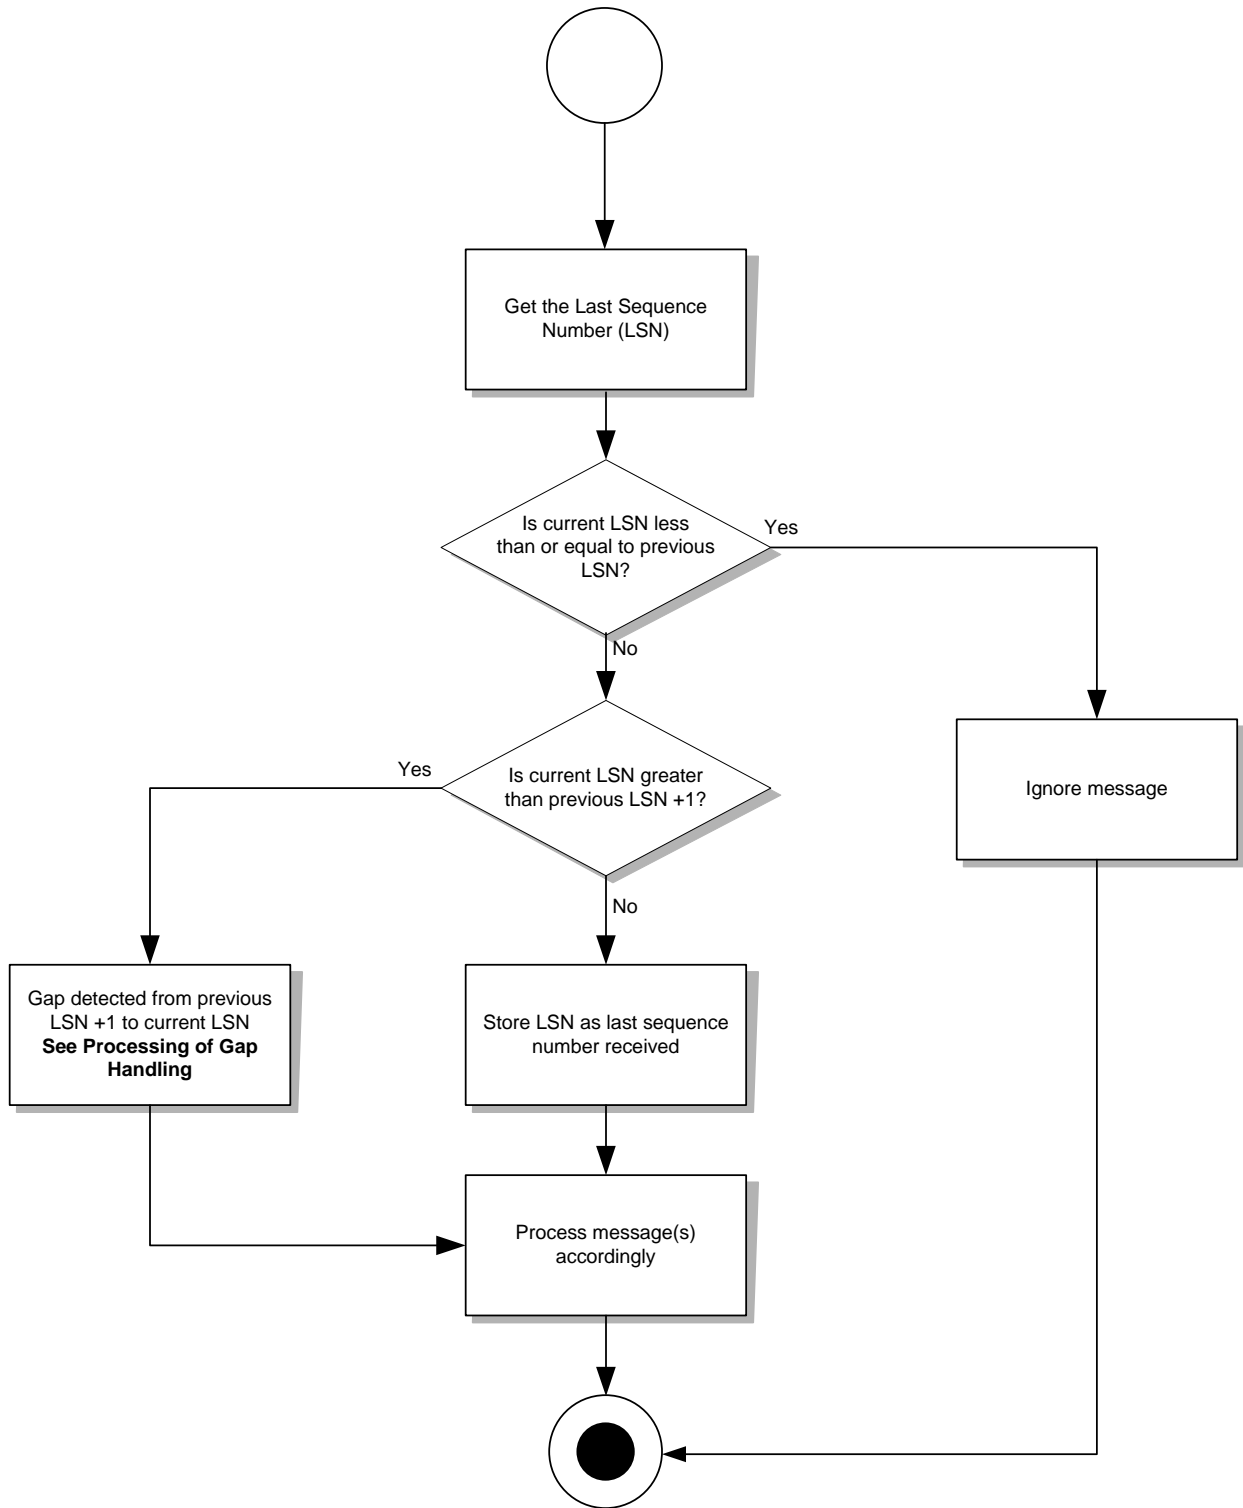 Get the Last Sequence
Number (LSN)
Is current LSN less
than or equal to previous
LSN?
Yes
No
Is current LSN greater
than previous LSN +1?
Yes
Ignore message
No
Gap detected from previous
LSN +1 to current LSN
See Processing of Gap
Handling
Store LSN as last sequence
number received
Process message(s)
accordingly